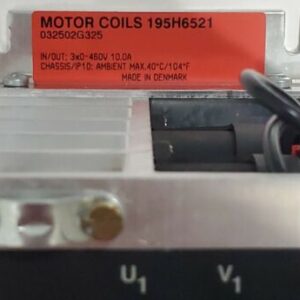 MOTOR COILS 195H6521
032502G325
IN/OUT: 3x0-460V 10.0A
CHASSIS/IP10: AMBIENT MAX.40°C/104°F
MADE IN DENMARK
U1 V1